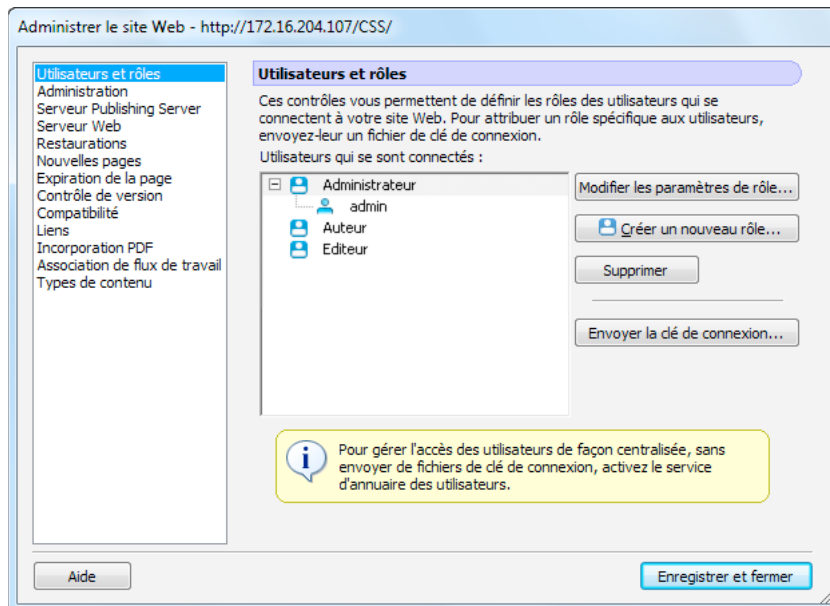 Administrer le site Web - http://172.16.204.107/CSS/
Utilisateurs et rôles
Administration
Serveur Publishing Server
Serveur Web
Restaurations
Nouvelles pages
Expiration de la page
Contrôle de version
Compatibilité
Liens
Incorporation PDF
Association de flux de travail
Types de contenu
Utilisateurs et rôles
Ces contrôles vous permettent de définir les rôles des utilisateurs qui se
connectent à votre site Web. Pour attribuer un rôle spécifique aux utilisateurs,
envoyez-leur un fichier de clé de connexion.
Utilisateurs qui se sont connectés :
Administrateur
admin
Auteur
Editeur
Modifier les paramètres de rôle...
Créer un nouveau rôle...
Supprimer
Envoyer la clé de connexion...
Pour gérer l'accès des utilisateurs de façon centralisée, sans
envoyer de fichiers de clé de connexion, activez le service
d'annuaire des utilisateurs.
Aide
Enregistrer et fermer